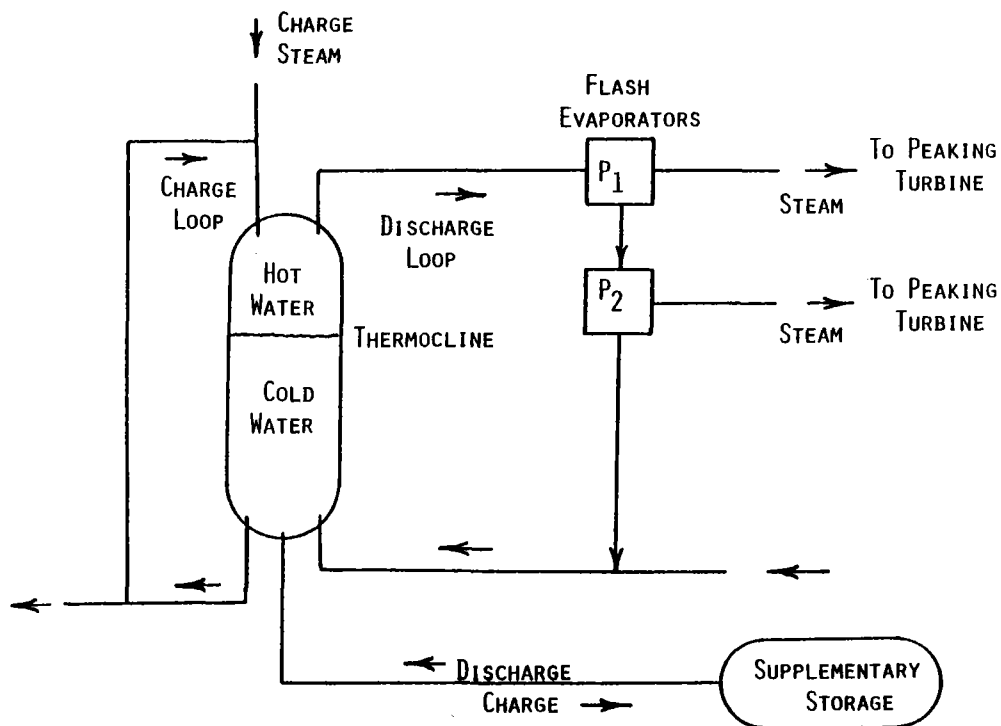 CHARGE
STEAM
FLASH
EVAPORATORS
CHARGE
LOOP
P1
STEAM
TO PEAKING
TURBINE
DISCHARGE
LOOP
HOT
WATER
THERMOCLINE
P2
STEAM
TO PEAKING
TURBINE
COLD
WATER
DISCHARGE
CHARGE
SUPPLEMENTARY
STORAGE